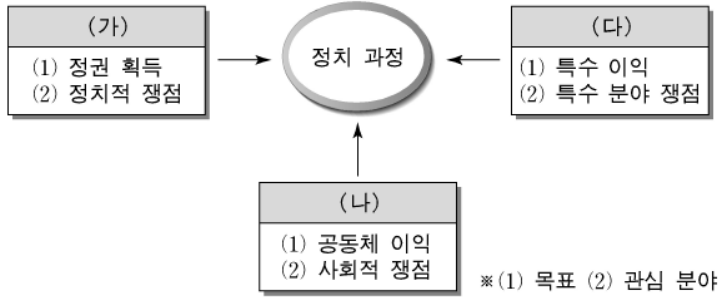 (가)
(1) 정권 획득
(2) 정치적 쟁점
정치 과정
(다)
(1) 특수 이익
(2) 특수 분야 쟁점
(나)
(1) 공동체 이익
(2) 사회적 쟁점
※(1) 목표 (2) 관심 분야